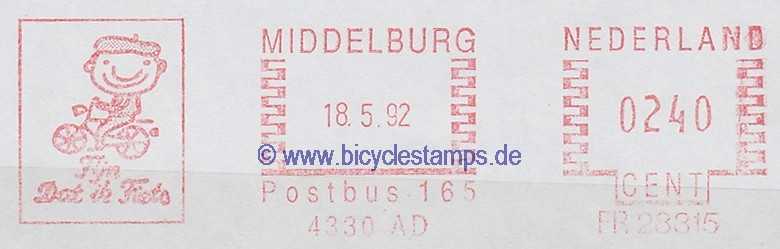 Fijn
Dat ik Fiets
MIDDELBURG
18.5.92
Postbus 165
4330 AD
NEDERLAND
0240
CENT
FR 28815
© www.bicyclestamps.de